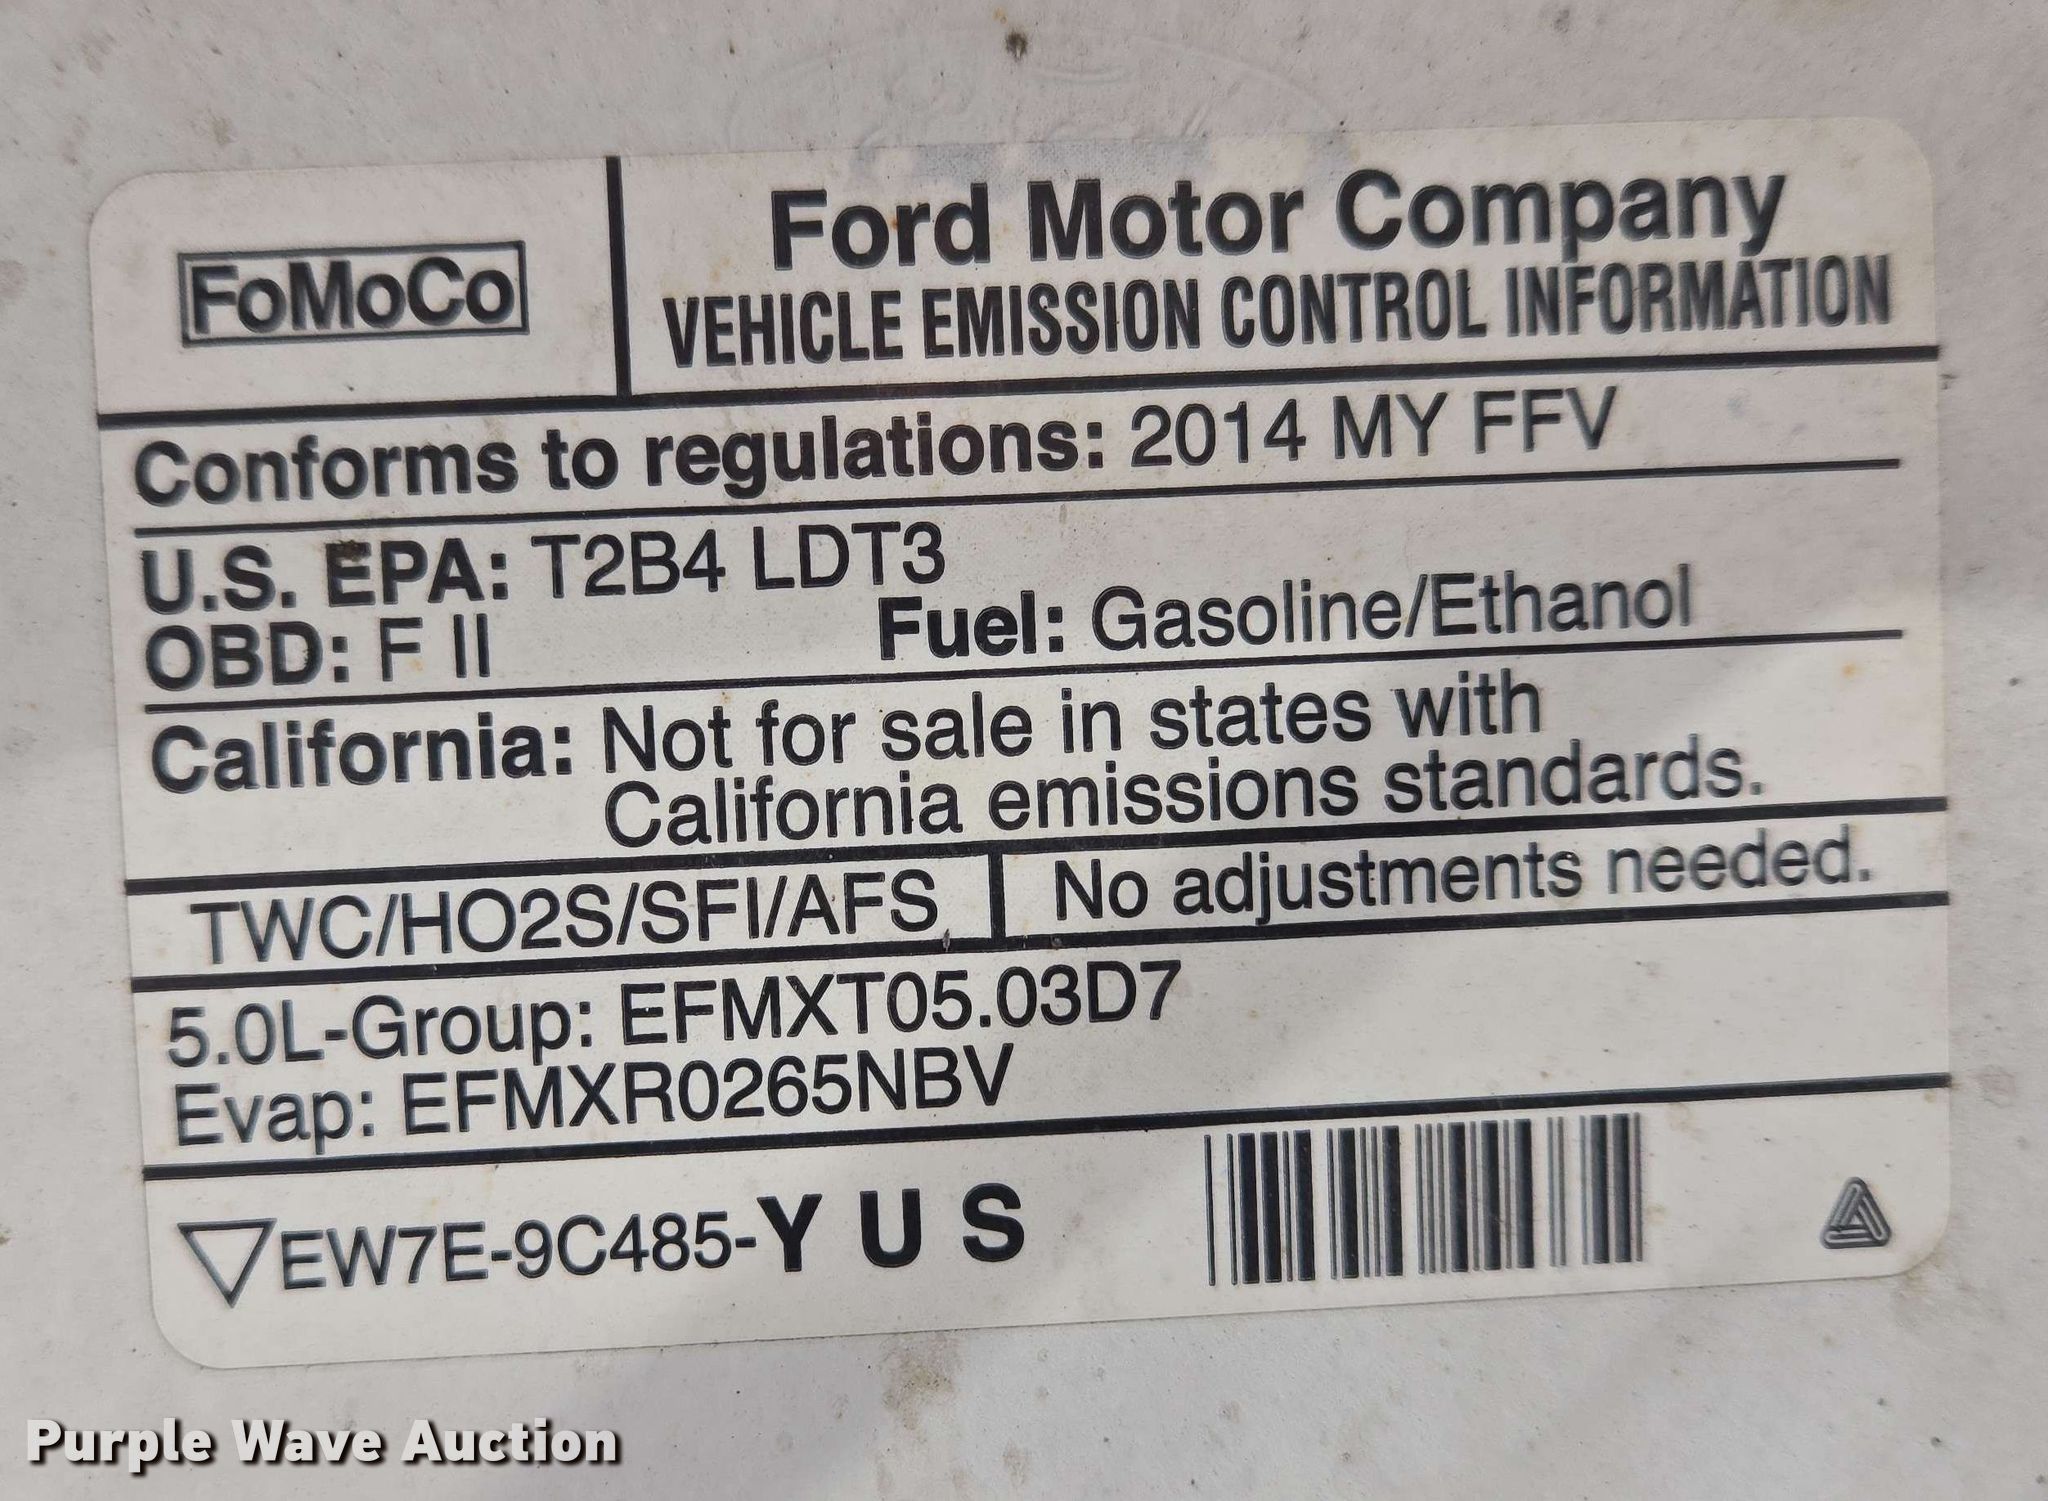 FoMoCo
Ford Motor Company
VEHICLE EMISSION CONTROL INFORMATION
Conforms to regulations: 2014 MY FFV
U.S. EPA: T2B4 LDT3
OBD: F II Fuel: Gasoline/Ethanol
California: Not for sale in states with
California emissions standards.
TWC/HO2S/SFI/AFS No adjustments needed.
5.0L-Group: EFMXT05.03D7
Evap: EFMXR0265NBV
EW7E-9C485-Y U S
Purple Wave Auction